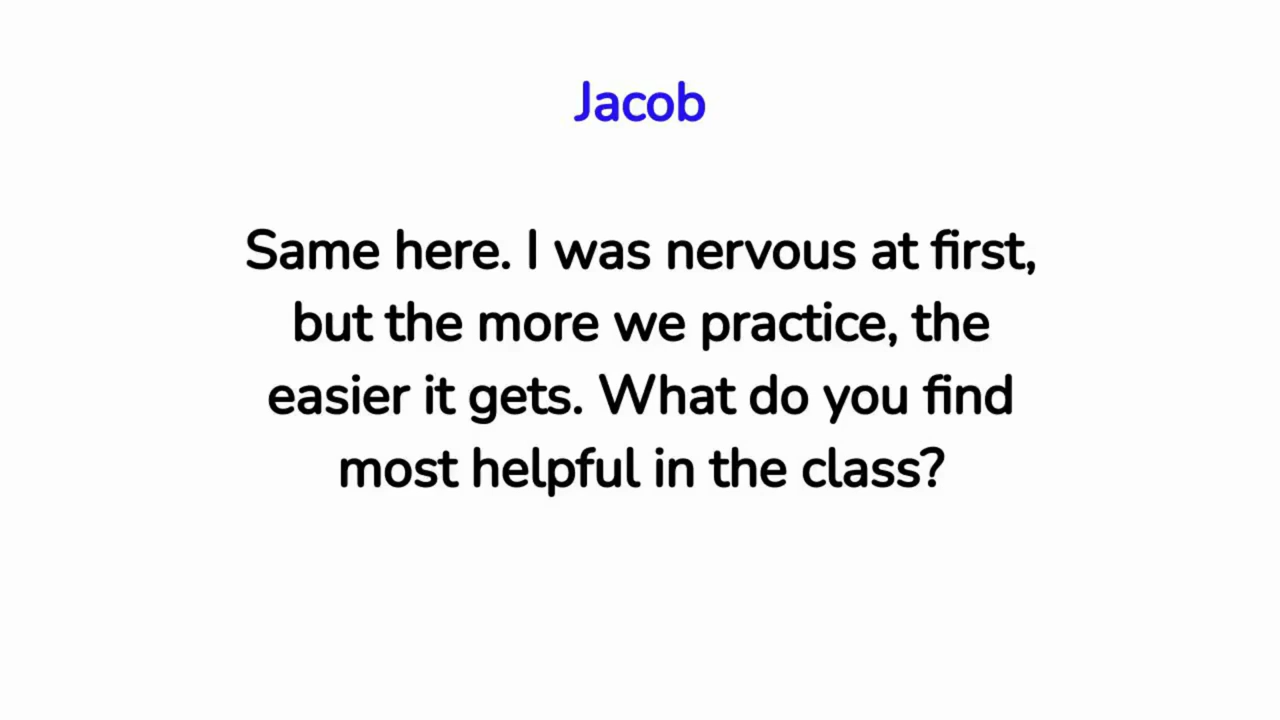 Jacob
Same here. I was nervous at first,
but the more we practice, the
easier it gets. What do you find
most helpful in the class?